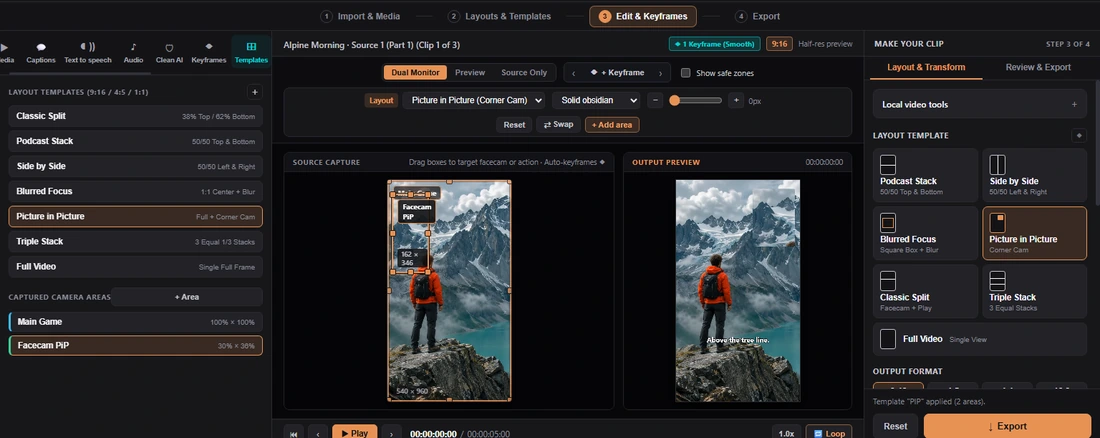 1 Import & Media
2 Layouts & Templates
3 Edit & Keyframes
4 Export
edia
Captions
Text to speech
Audio
Clean AI
Keyframes
Templates
LAYOUT TEMPLATES (9:16 / 4:5 / 1:1)
+
Classic Split 38% Top / 62% Bottom
Podcast Stack 50/50 Top & Bottom
Side by Side 50/50 Left & Right
Blurred Focus 1:1 Center + Blur
Picture in Picture Full + Corner Cam
Triple Stack 3 Equal 1/3 Stacks
Full Video Single Full Frame
CAPTURED CAMERA AREAS
+ Area
Main Game 100% × 100%
Facecam PiP 30% × 36%
Alpine Morning · Source 1 (Part 1) (Clip 1 of 3)
1 Keyframe (Smooth)
9:16
Half-res preview
Dual Monitor
Preview
Source Only
‹
+ Keyframe
›
Show safe zones
Layout
Picture in Picture (Corner Cam)
Solid obsidian
−
+
0px
Reset
Swap
+ Add area
SOURCE CAPTURE
Drag boxes to target facecam or action · Auto-keyframes
Facecam
PiP
162 ×
346
540 × 960
OUTPUT PREVIEW
00:00:00:00
Above the tree line.
‹
Play
›
00:00:00:00 / 00:00:05:00
1.0x
Loop
MAKE YOUR CLIP
STEP 3 OF 4
Layout & Transform
Review & Export
Local video tools
+
LAYOUT TEMPLATE
Podcast Stack
50/50 Top & Bottom
Side by Side
50/50 Left & Right
Blurred Focus
Square Box + Blur
Picture in Picture
Corner Cam
Classic Split
Facecam + Play
Triple Stack
3 Equal Stacks
Full Video Single View
OUTPUT FORMAT
Template "PiP" applied (2 areas).
Reset
↓ Export